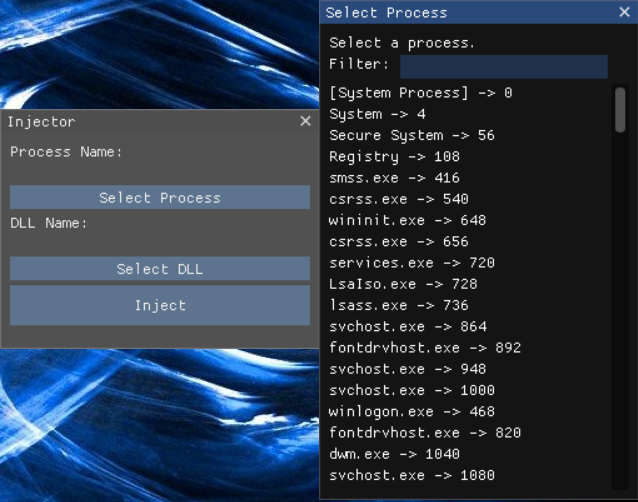 Injector
Process Name:
Select Process
DLL Name:
Select DLL
Inject
Select Process
Select a process.
Filter:
[System Process] -> 0
System -> 4
Secure System -> 56
Registry -> 108
smss.exe -> 416
csrss.exe -> 540
wininit.exe -> 648
csrss.exe -> 656
services.exe -> 720
LsaIso.exe -> 728
lsass.exe -> 736
svchost.exe -> 864
fontdrvhost.exe -> 892
svchost.exe -> 948
svchost.exe -> 1000
winlogon.exe -> 468
fontdrvhost.exe -> 820
dwm.exe -> 1040
svchost.exe -> 1080